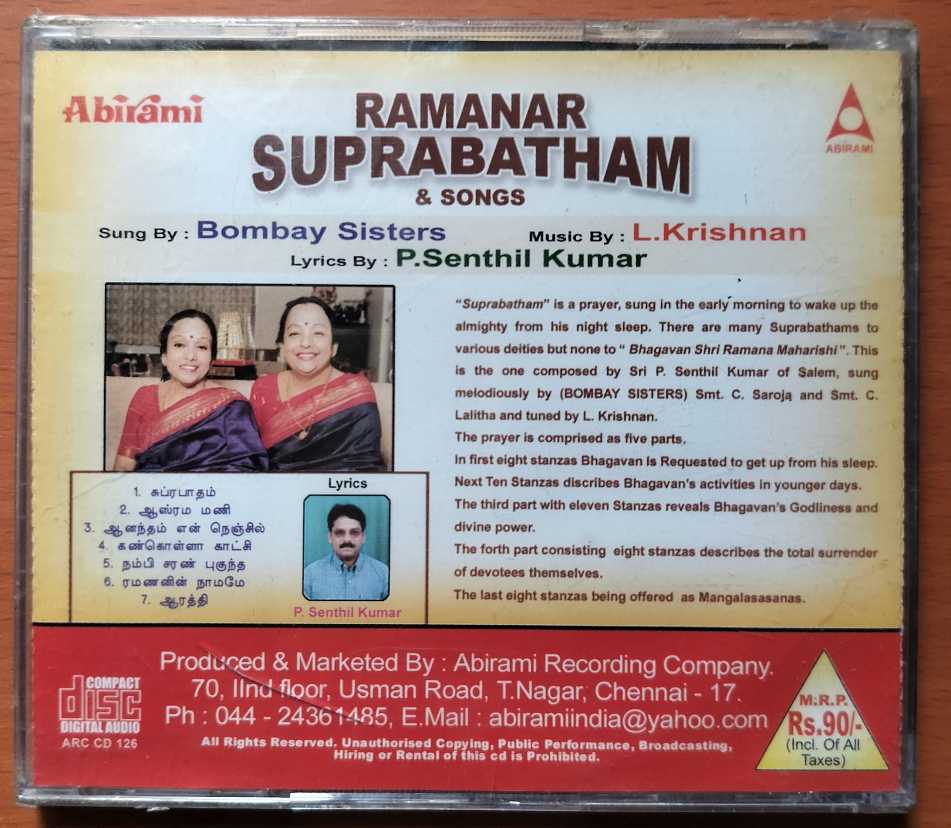 Abirami
RAMANAR
SUPRABATHAM
& SONGS
ABIRAMI
Sung By : Bombay Sisters
Music By : L.Krishnan
Lyrics By : P.Senthil Kumar
"Suprabatham" is a prayer, sung in the early morning to wake up the
almighty from his night sleep. There are many Suprabathams to
various deities but none to " Bhagavan Shri Ramana Maharishi ". This
is the one composed by Sri P. Senthil Kumar of Salem, sung
melodiously by (BOMBAY SISTERS) Smt. C. Saroja and Smt. C.
Lalitha and tuned by L. Krishnan.
The prayer is comprised as five parts.
In first eight stanzas Bhagavan Is Requested to get up from his sleep.
Next Ten Stanzas discribes Bhagavan's activities in younger days.
The third part with eleven Stanzas reveals Bhagavan's Godliness and
divine power.
The forth part consisting eight stanzas describes the total surrender
of devotees themselves.
The last eight stanzas being offered as Mangalasasanas.
1. சுப்ரபாதம்
2. ஆஸ்ரம மணி
3. ஆனந்தம் என் நெஞ்சில்
4. கண்கொள்ளா காட்சி
5. நம்பி சரண் புகுந்த
6. ரமணனின் நாமமே
7. ஆரத்தி
Lyrics
P. Senthil Kumar
Produced & Marketed By : Abirami Recording Company.
70, IInd floor, Usman Road, T.Nagar, Chennai - 17.
Ph : 044 - 24361485, E.Mail : abiramiindia@yahoo.com
All Rights Reserved. Unauthorised Copying, Public Performance, Broadcasting,
Hiring or Rental of this cd is Prohibited.
COMPACT
disc
DIGITAL AUDIO
ARC CD 126
M.R.P.
Rs.90/-
(Incl. Of All
Taxes)